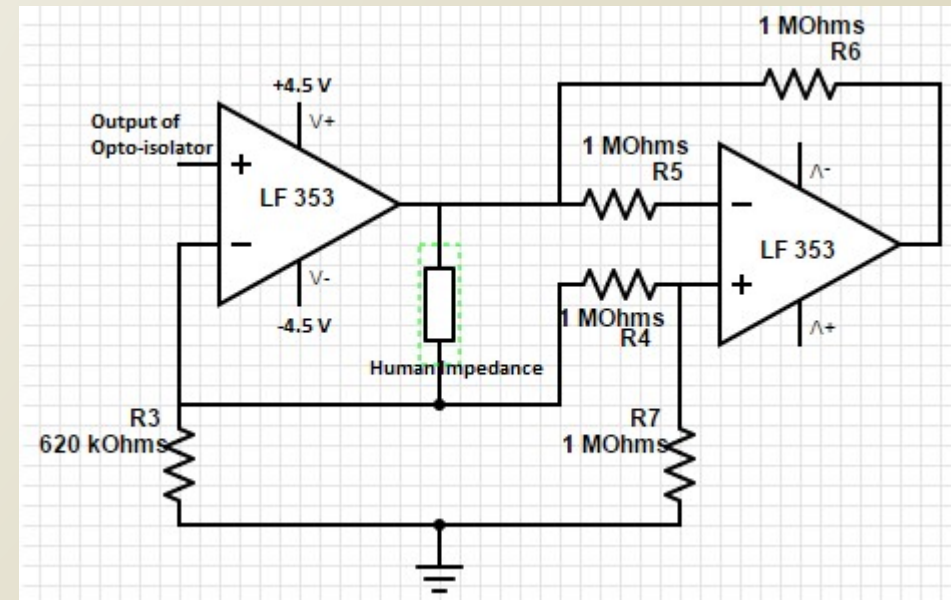 1 MOhms
R6
+4.5 V
V+
Output of
Opto-isolator
+
LF 353
−
V-
-4.5 V
1 MOhms
R5
V-
−
LF 353
+
V+
1 MOhms
R4
Human Impedance
R3
620 kOhms
R7
1 MOhms